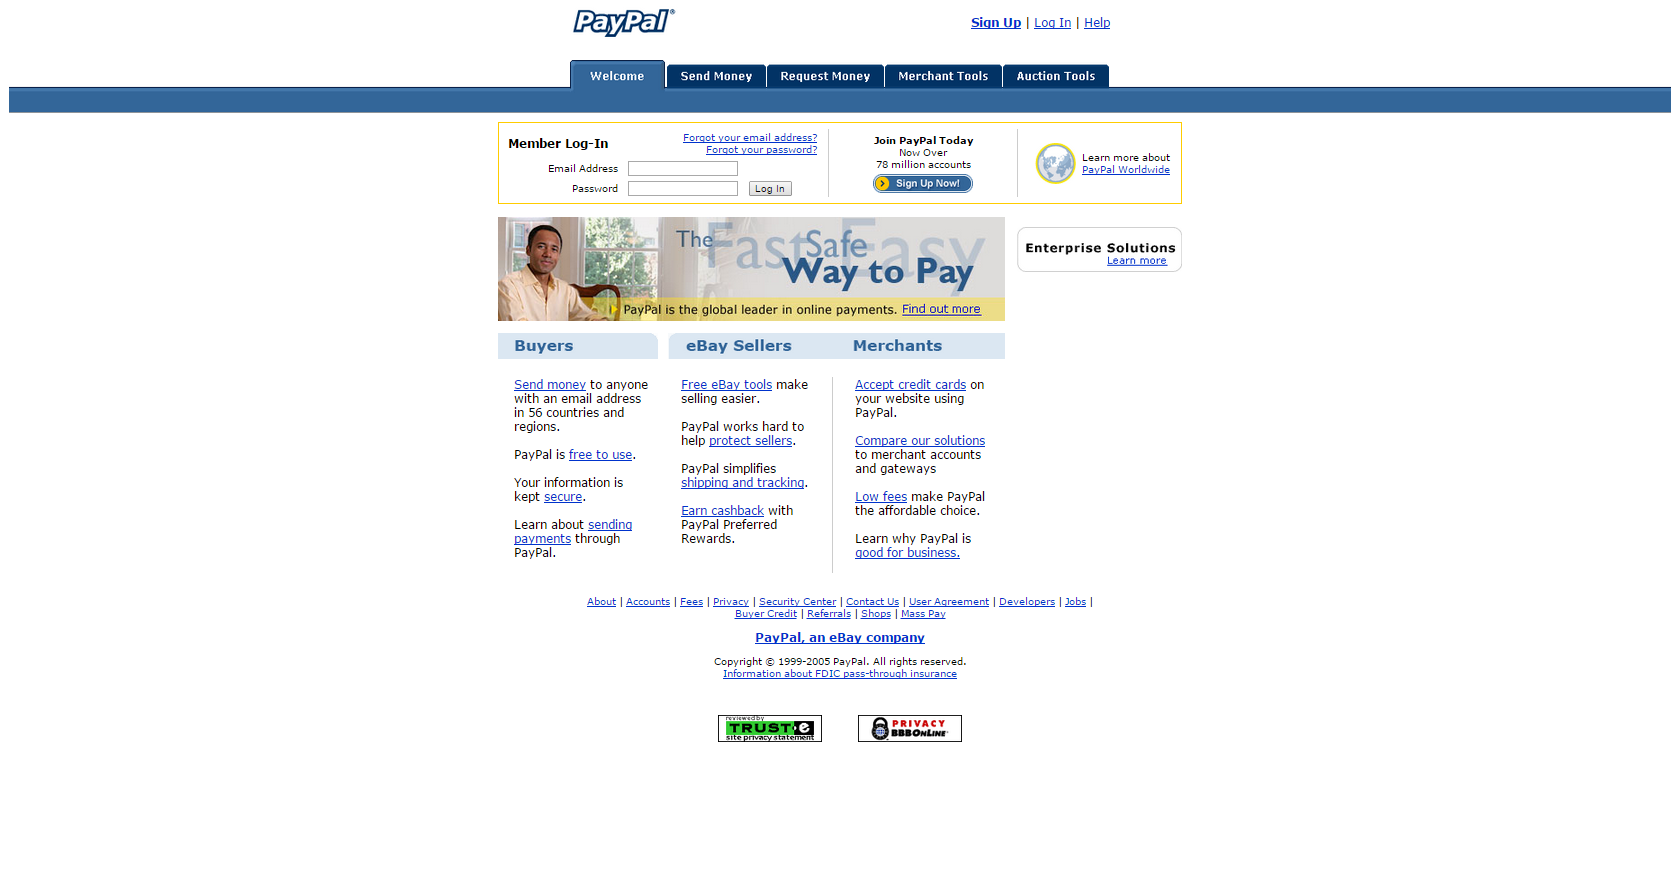 PayPal®
Sign Up | Log In | Help
Welcome
Send Money
Request Money
Merchant Tools
Auction Tools
Member Log-In
Forgot your email address?
Forgot your password?
Email Address
Password
Log In
Join PayPal Today
Now Over
78 million accounts
Sign Up Now!
Learn more about
PayPal Worldwide
The Fast Safe Easy
Way to Pay
PayPal is the global leader in online payments. Find out more
Enterprise Solutions
Learn more
Buyers
Send money to anyone
with an email address
in 56 countries and
regions.
PayPal is free to use.
Your information is
kept secure.
Learn about sending
payments through
PayPal.
eBay Sellers
Free eBay tools make
selling easier.
PayPal works hard to
help protect sellers.
PayPal simplifies
shipping and tracking.
Earn cashback with
PayPal Preferred
Rewards.
Merchants
Accept credit cards on
your website using
PayPal.
Compare our solutions
to merchant accounts
and gateways
Low fees make PayPal
the affordable choice.
Learn why PayPal is
good for business.
About | Accounts | Fees | Privacy | Security Center | Contact Us | User Agreement | Developers | Jobs |
Buyer Credit | Referrals | Shops | Mass Pay
PayPal, an eBay company
Copyright © 1999-2005 PayPal. All rights reserved.
Information about FDIC pass-through insurance
reviewed by
TRUSTe
site privacy statement
PRIVACY
BBBOnLine